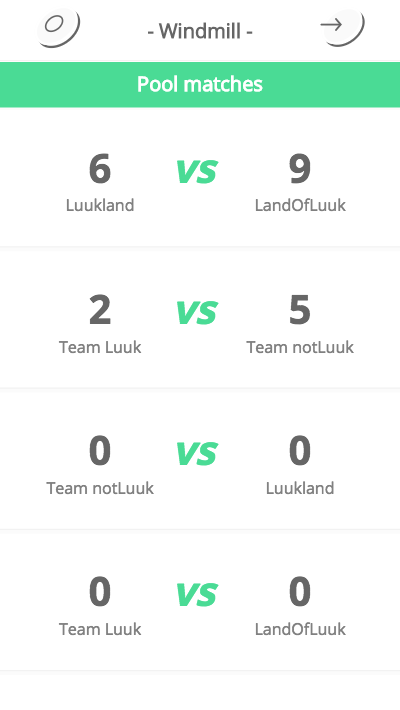 - Windmill -
Pool matches
6 vs 9
Luukland LandOfLuuk
2 vs 5
Team Luuk Team notLuuk
0 vs 0
Team notLuuk Luukland
0 vs 0
Team Luuk LandOfLuuk